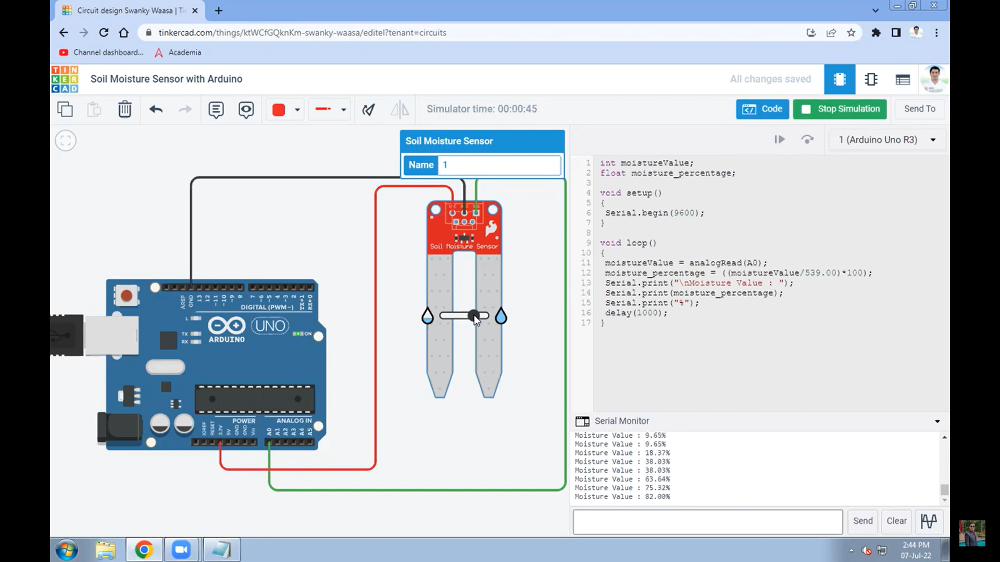 Circuit design Swanky Waasa | Ti
tinkercad.com/things/ktWCfGQknKm-swanky-waasa/editel?tenant=circuits
Channel dashboard...
Academia
TIN
KER
CAD
Soil Moisture Sensor with Arduino
All changes saved
Simulator time: 00:00:45
Code
Stop Simulation
Send To
Soil Moisture Sensor
Name
1
1 (Arduino Uno R3)
1 int moistureValue;
2 float moisture_percentage;
3
4 void setup()
5 {
6 Serial.begin(9600);
7 }
8
9 void loop()
10 {
11 moistureValue = analogRead(A0);
12 moisture_percentage = ((moistureValue/539.00)*100);
13 Serial.print("\nMoisture Value : ");
14 Serial.print(moisture_percentage);
15 Serial.print("%");
16 delay(1000);
17 }
Soil Moisture Sensor
AREF
GND
13
12
~11
~10
~9
8
7
~6
~5
4
~3
2
TX→1
RX←0
DIGITAL (PWM~)
L
TX
RX
UNO
ARDUINO
ON
POWER
ANALOG IN
IOREF
RESET
3.3V
5V
GND
GND
Vin
A0
A1
A2
A3
A4
A5
Serial Monitor
Moisture Value : 9.65%
Moisture Value : 9.65%
Moisture Value : 18.37%
Moisture Value : 38.03%
Moisture Value : 38.03%
Moisture Value : 63.64%
Moisture Value : 75.32%
Moisture Value : 82.00%
Send
Clear
2:44 PM
07-Jul-22